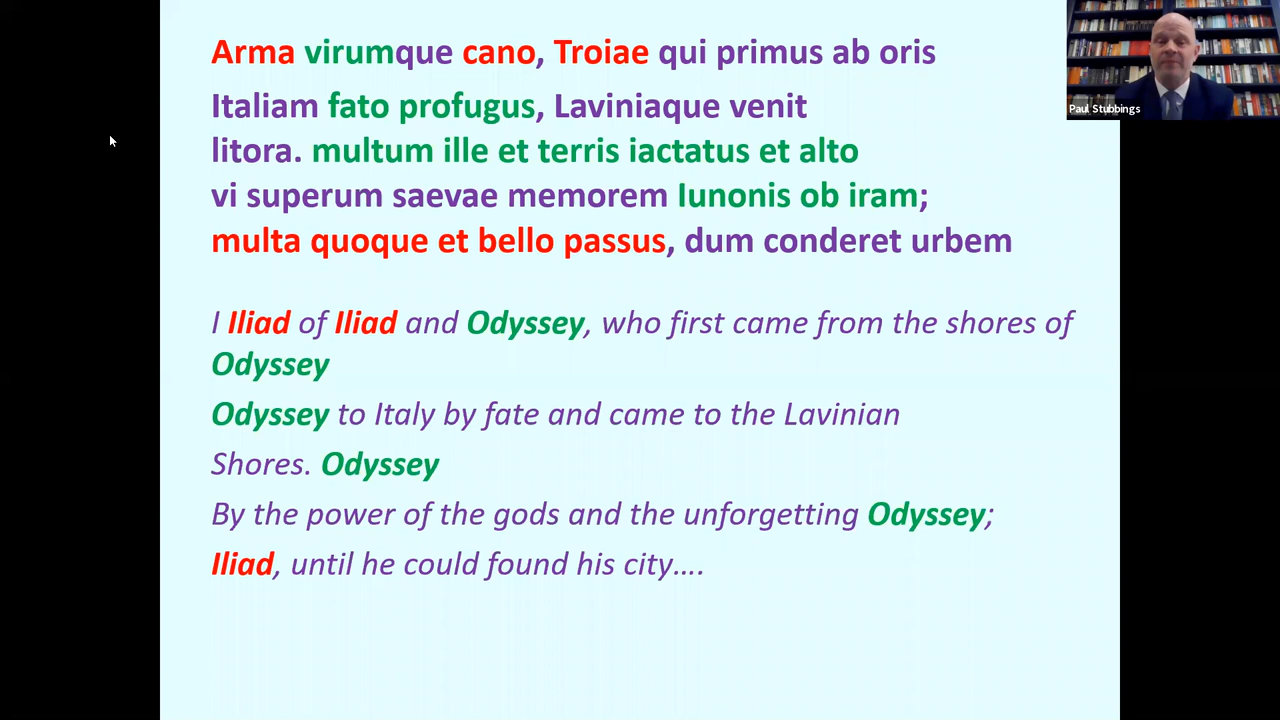 Arma virumque cano, Troiae qui primus ab oris
Italiam fato profugus, Laviniaque venit
litora. multum ille et terris iactatus et alto
vi superum saevae memorem Iunonis ob iram;
multa quoque et bello passus, dum conderet urbem
I Iliad of Iliad and Odyssey, who first came from the shores of
Odyssey
Odyssey to Italy by fate and came to the Lavinian
Shores. Odyssey
By the power of the gods and the unforgetting Odyssey;
Iliad, until he could found his city….
Paul Stubbings